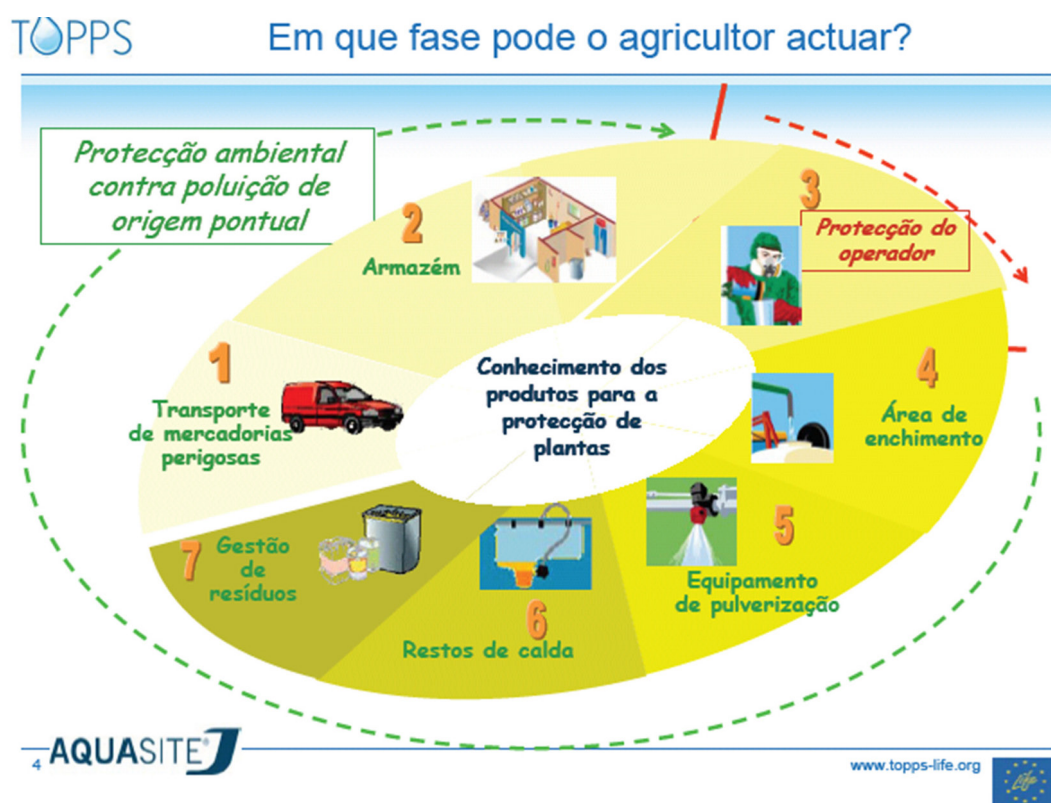 TOPPS
Em que fase pode o agricultor actuar?
Protecção ambiental
contra poluição de
origem pontual
2
Armazém
3
Protecção do
operador
1
Transporte
de mercadorias
perigosas
Conhecimento dos
produtos para a
protecção de
plantas
4
Área de
enchimento
5
Equipamento
de pulverização
6
Restos de calda
7
Gestão
de
resíduos
4
AQUASITE®
www.topps-life.org
Life